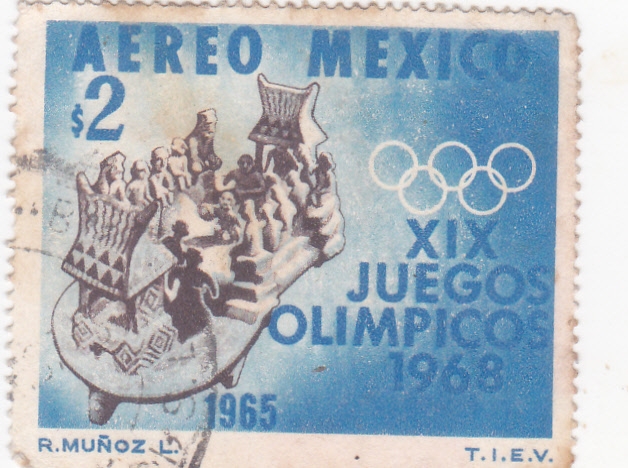 AEREO MEXICO
$2
XIX
JUEGOS
OLIMPICOS
1968
1965
R. MUÑOZ L.
T.I.E.V.